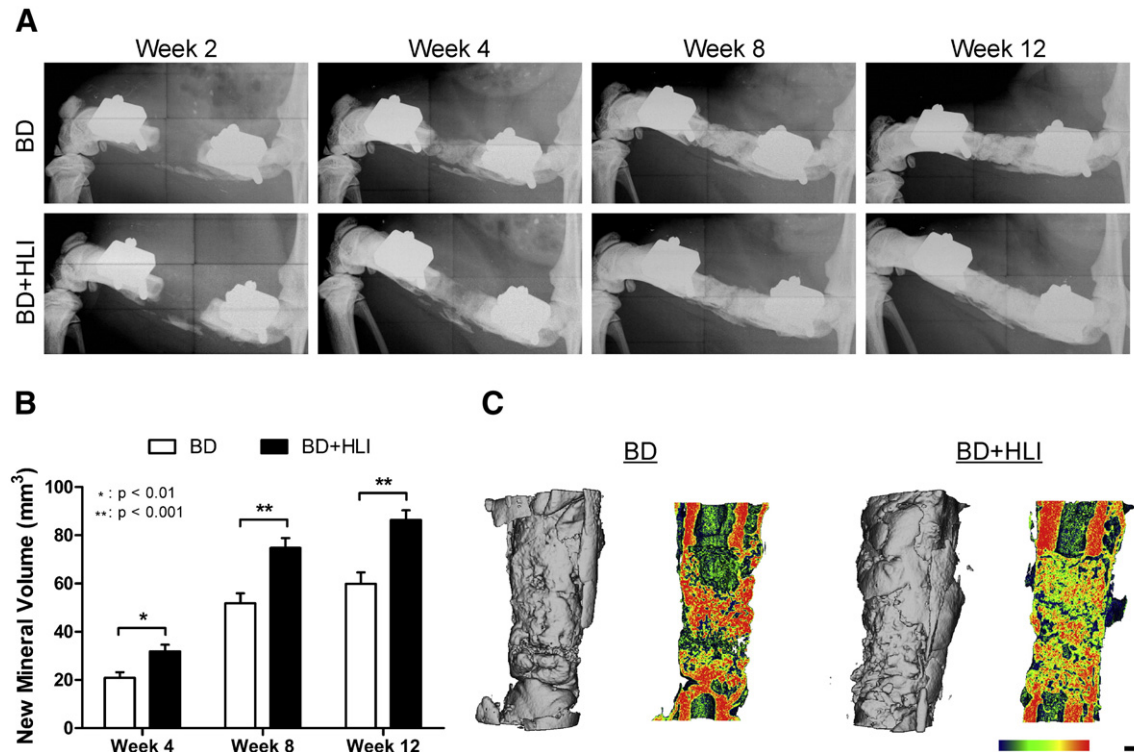 A
Week 2 Week 4 Week 8 Week 12
BD
BD+HLI
B
BD BD+HLI
* : p < 0.01
**: p < 0.001
New Mineral Volume (mm³)
100
80
60
40
20
0
* ** **
Week 4 Week 8 Week 12
C
BD BD+HLI